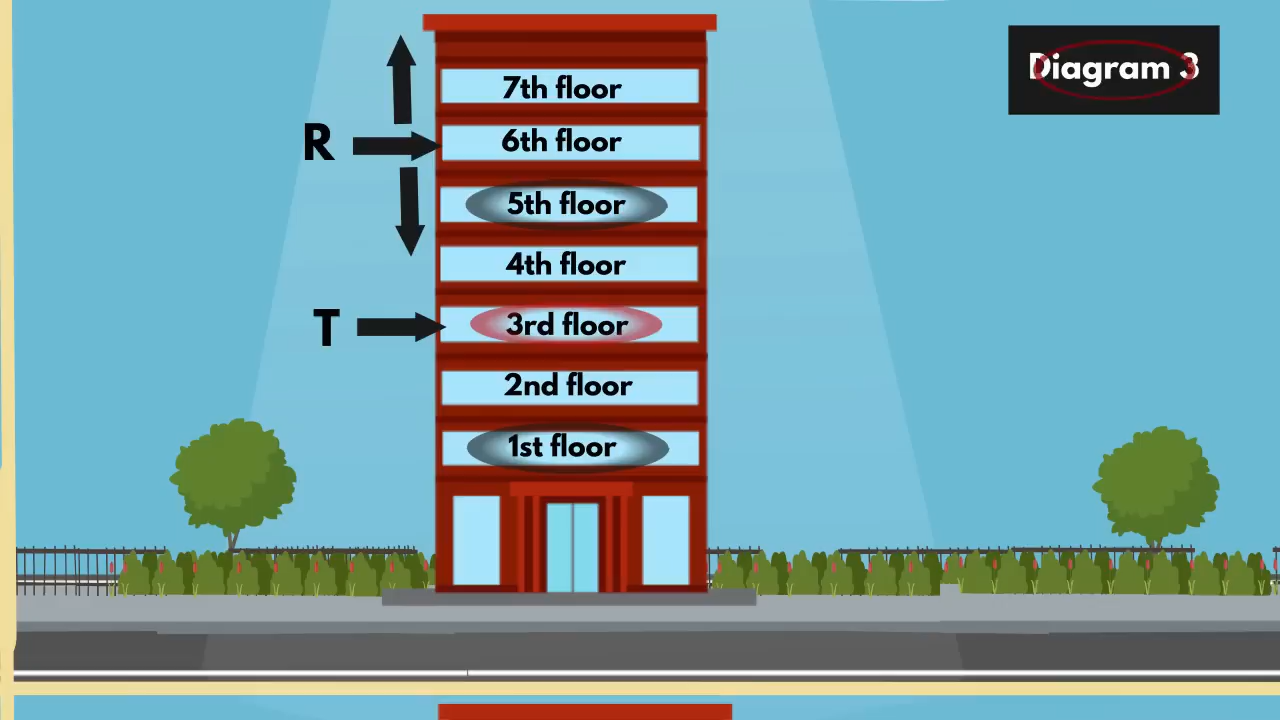 Diagram 3
7th floor
R
6th floor
5th floor
4th floor
T
3rd floor
2nd floor
1st floor